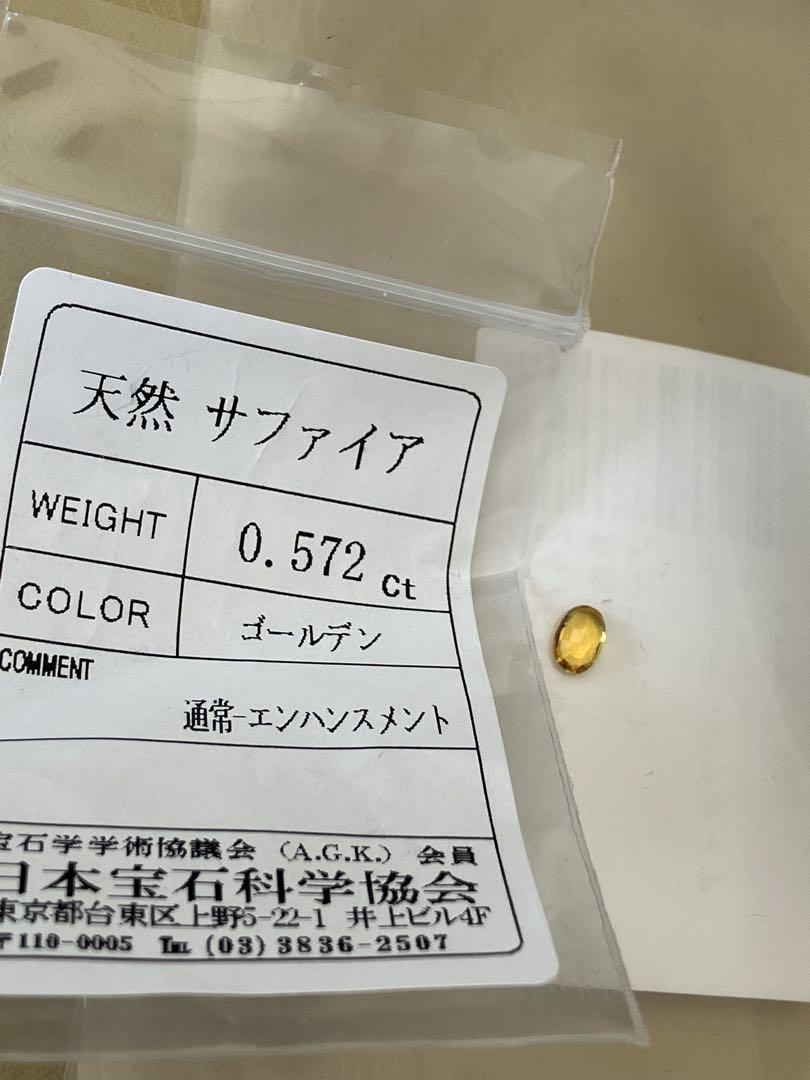 天然 サファイア
WEIGHT 0.572 ct
COLOR ゴールデン
COMMENT
通常-エンハンスメント
宝石学学術協議会 (A.G.K.) 会員
日本宝石科学協会
東京都台東区上野5-22-1 井上ビル4F
〒110-0005 TEL (03) 3836-2507